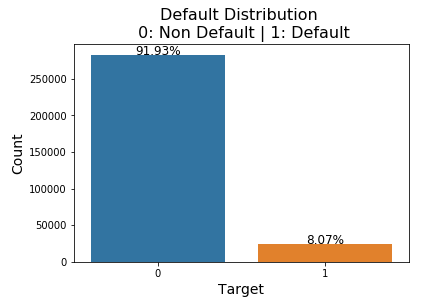 Default Distribution
0: Non Default | 1: Default
91.93%
8.07%
250000
200000
150000
100000
50000
0
Count
0
1
Target